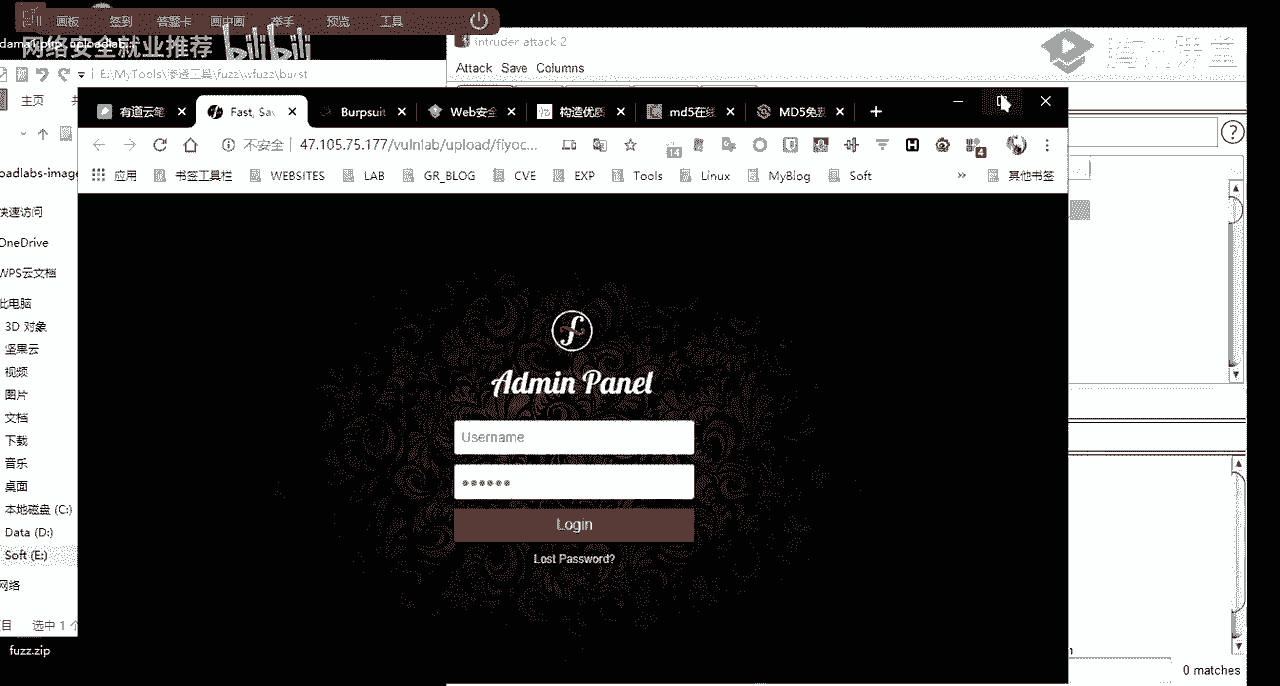 画板 签到 答题卡 画中画 举手 预览 工具
网络安全就业推荐 bilibili
intruder attack 2
腾讯课堂
Attack Save Columns
E:\MyTools\渗透工具\fuzz\wfuzz\burst
主页
有道云笔 Fast, Sa Burpsuit Web安全 构造优质 md5在线 MD5免费
不安全 47.105.75.177/vulnlab/upload/flyoc...
应用 书签工具栏 WEBSITES LAB GR_BLOG CVE EXP Tools Linux MyBlog Soft » 其他书签
oadlabs-image
快速访问
OneDrive
WPS云文档
此电脑
3D 对象
坚果云
视频
图片
文档
下载
音乐
桌面
本地磁盘 (C:)
Data (D:)
Soft (E:)
网络
选中 1 个
fuzz.zip
Admin Panel
Username
Login
Lost Password?
0 matches